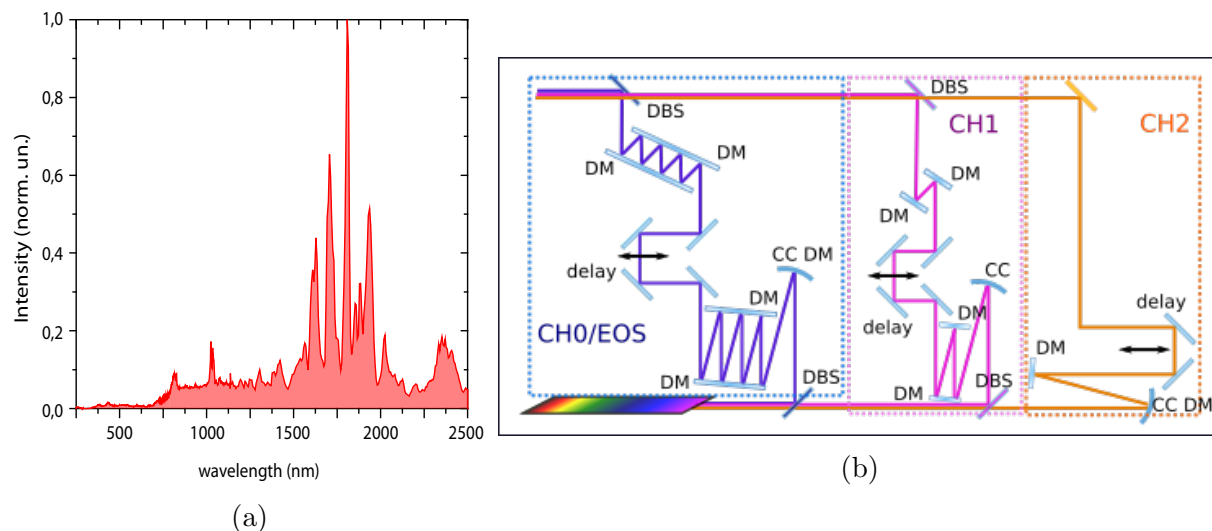 1,0
0,8
0,6
0,4
0,2
0,0
Intensity (norm. un.)
500
1000
1500
2000
2500
wavelength (nm)
(a)
DBS
DM
DM
delay
CC DM
DM
CH0/EOS
DM
DBS
DBS
CH1
DM
DM
CC
delay
DM
DM
DBS
CH2
delay
DM
CC DM
(b)